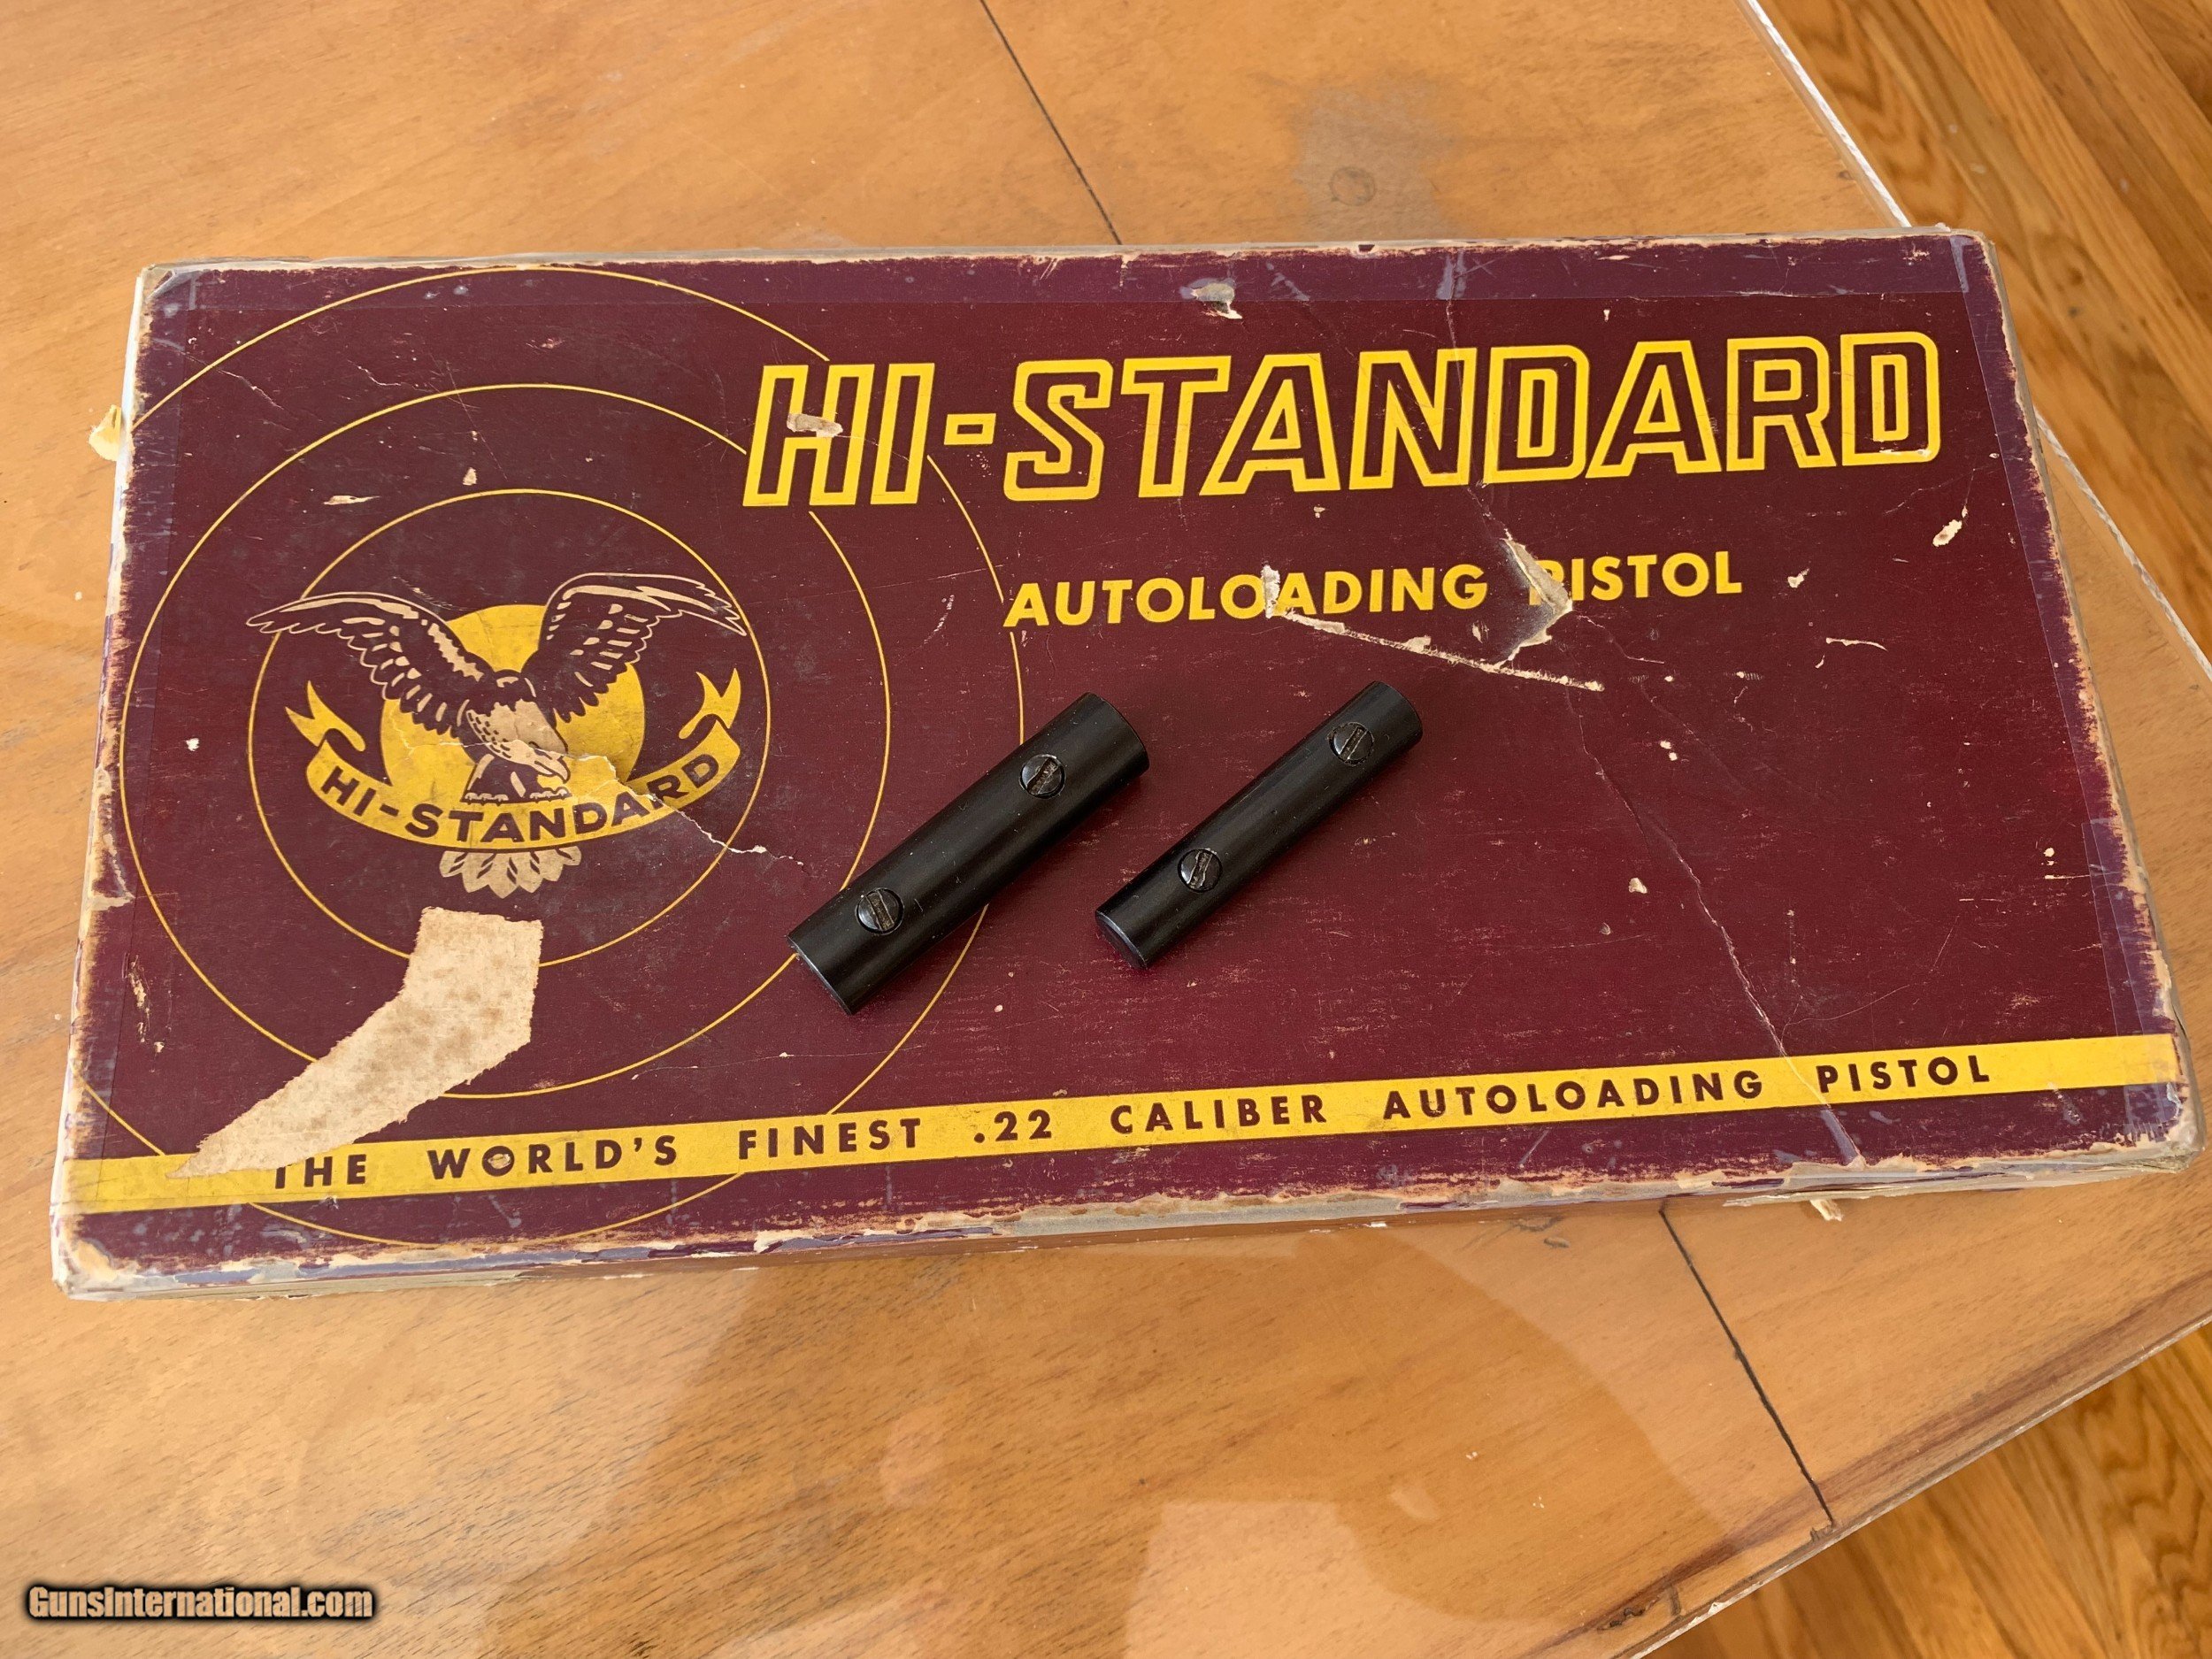 HI-STANDARD
AUTOLOADING PISTOL
HI-STANDARD
THE WORLD'S FINEST .22 CALIBER AUTOLOADING PISTOL
GunsInternational.com